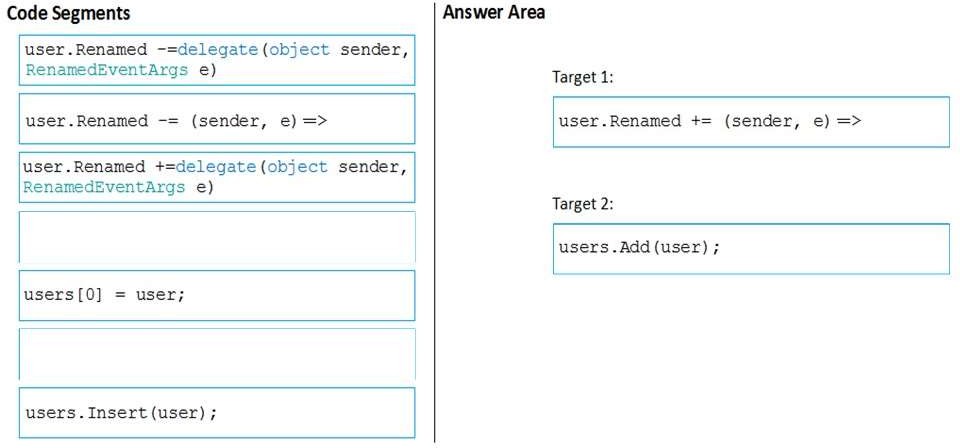 Code Segments
user.Renamed -=delegate(object sender,
RenamedEventArgs e)
user.Renamed -= (sender, e) =>
user.Renamed +=delegate(object sender,
RenamedEventArgs e)
users[0] = user;
users.Insert(user);
Answer Area
Target 1:
user.Renamed += (sender, e) =>
Target 2:
users.Add(user);